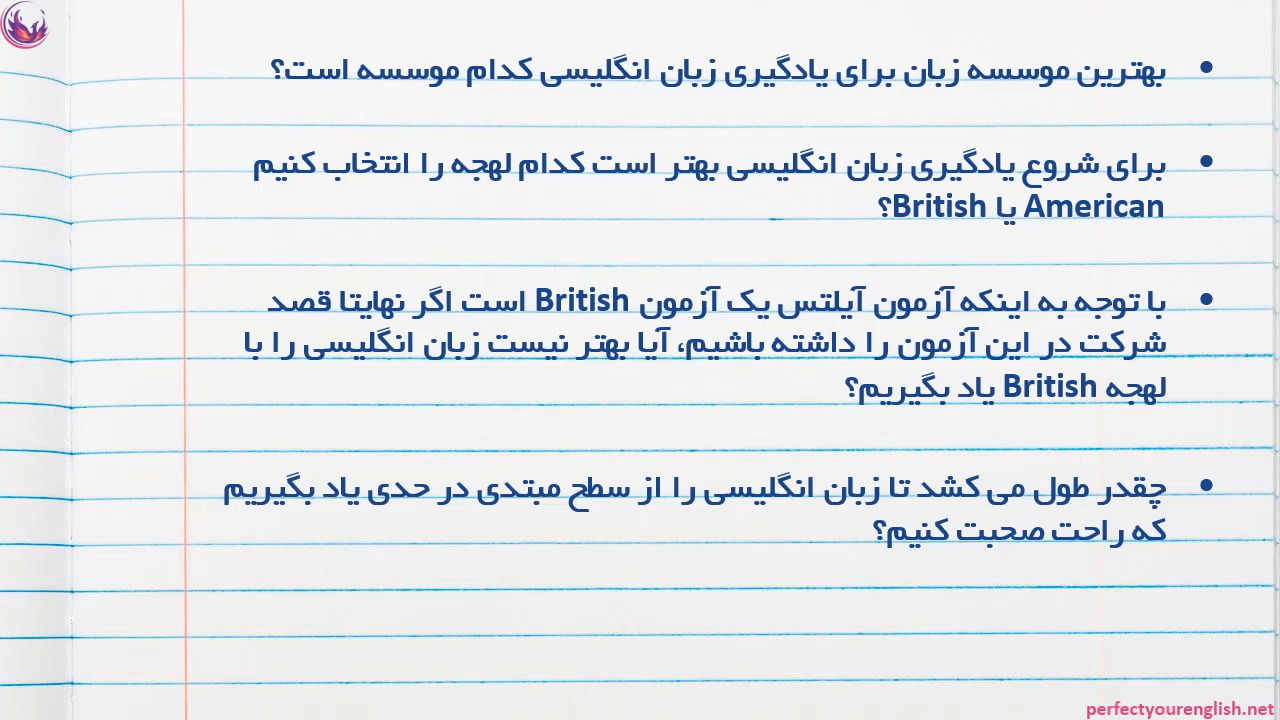 • بهترین موسسه زبان برای یادگیری زبان انگلیسی کدام موسسه است؟
• برای شروع یادگیری زبان انگلیسی بهتر است کدام لهجه را انتخاب کنیم
American یا British؟
• با توجه به اینکه آزمون آیلتس یک آزمون British است اگر نهایتا قصد
شرکت در این آزمون را داشته باشیم، آیا بهتر نیست زبان انگلیسی را با
لهجه British یاد بگیریم؟
• چقدر طول می کشد تا زبان انگلیسی را از سطح مبتدی در حدی یاد بگیریم
که راحت صحبت کنیم؟
perfectyourenglish.net